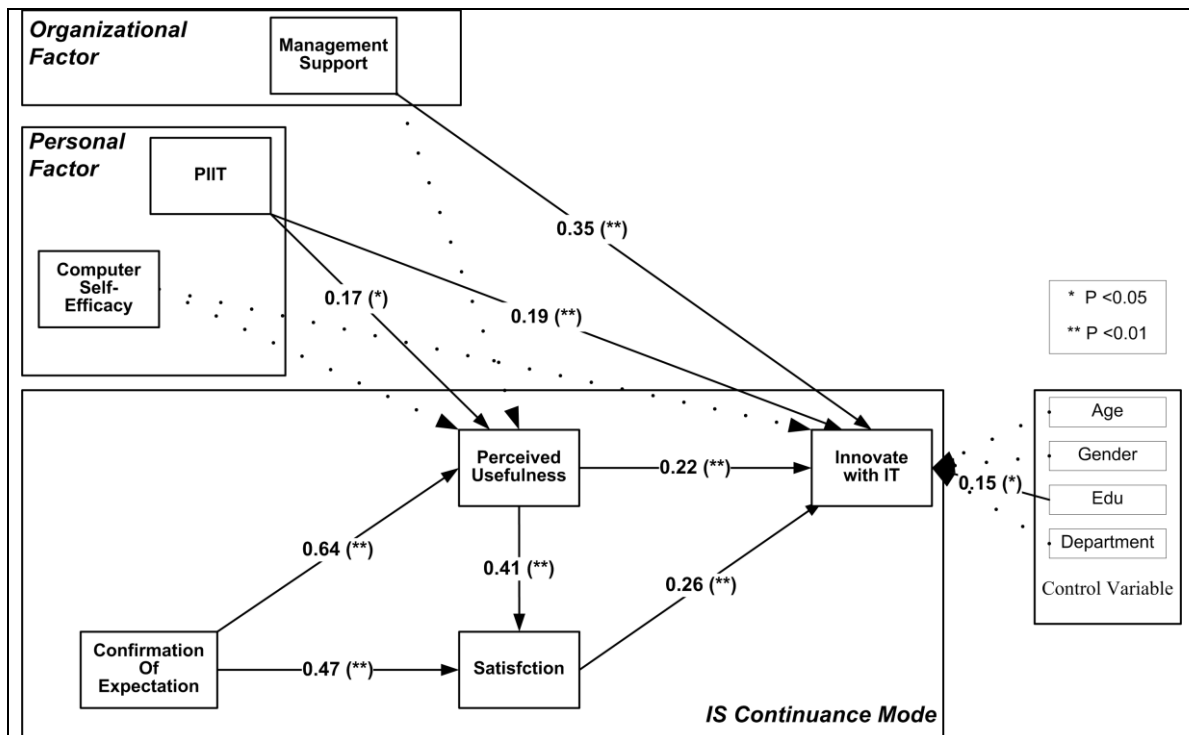 Organizational
Factor
Management
Support
Personal
Factor
PIIT
Computer
Self-
Efficacy
0.35 (**)
0.17 (*)
0.19 (**)
* P <0.05
** P <0.01
Perceived
Usefulness
0.22 (**)
Innovate
with IT
0.15 (*)
Age
Gender
Edu
Department
Control Variable
0.64 (**)
0.41 (**)
0.26 (**)
Confirmation
Of
Expectation
0.47 (**)
Satisfction
IS Continuance Mode